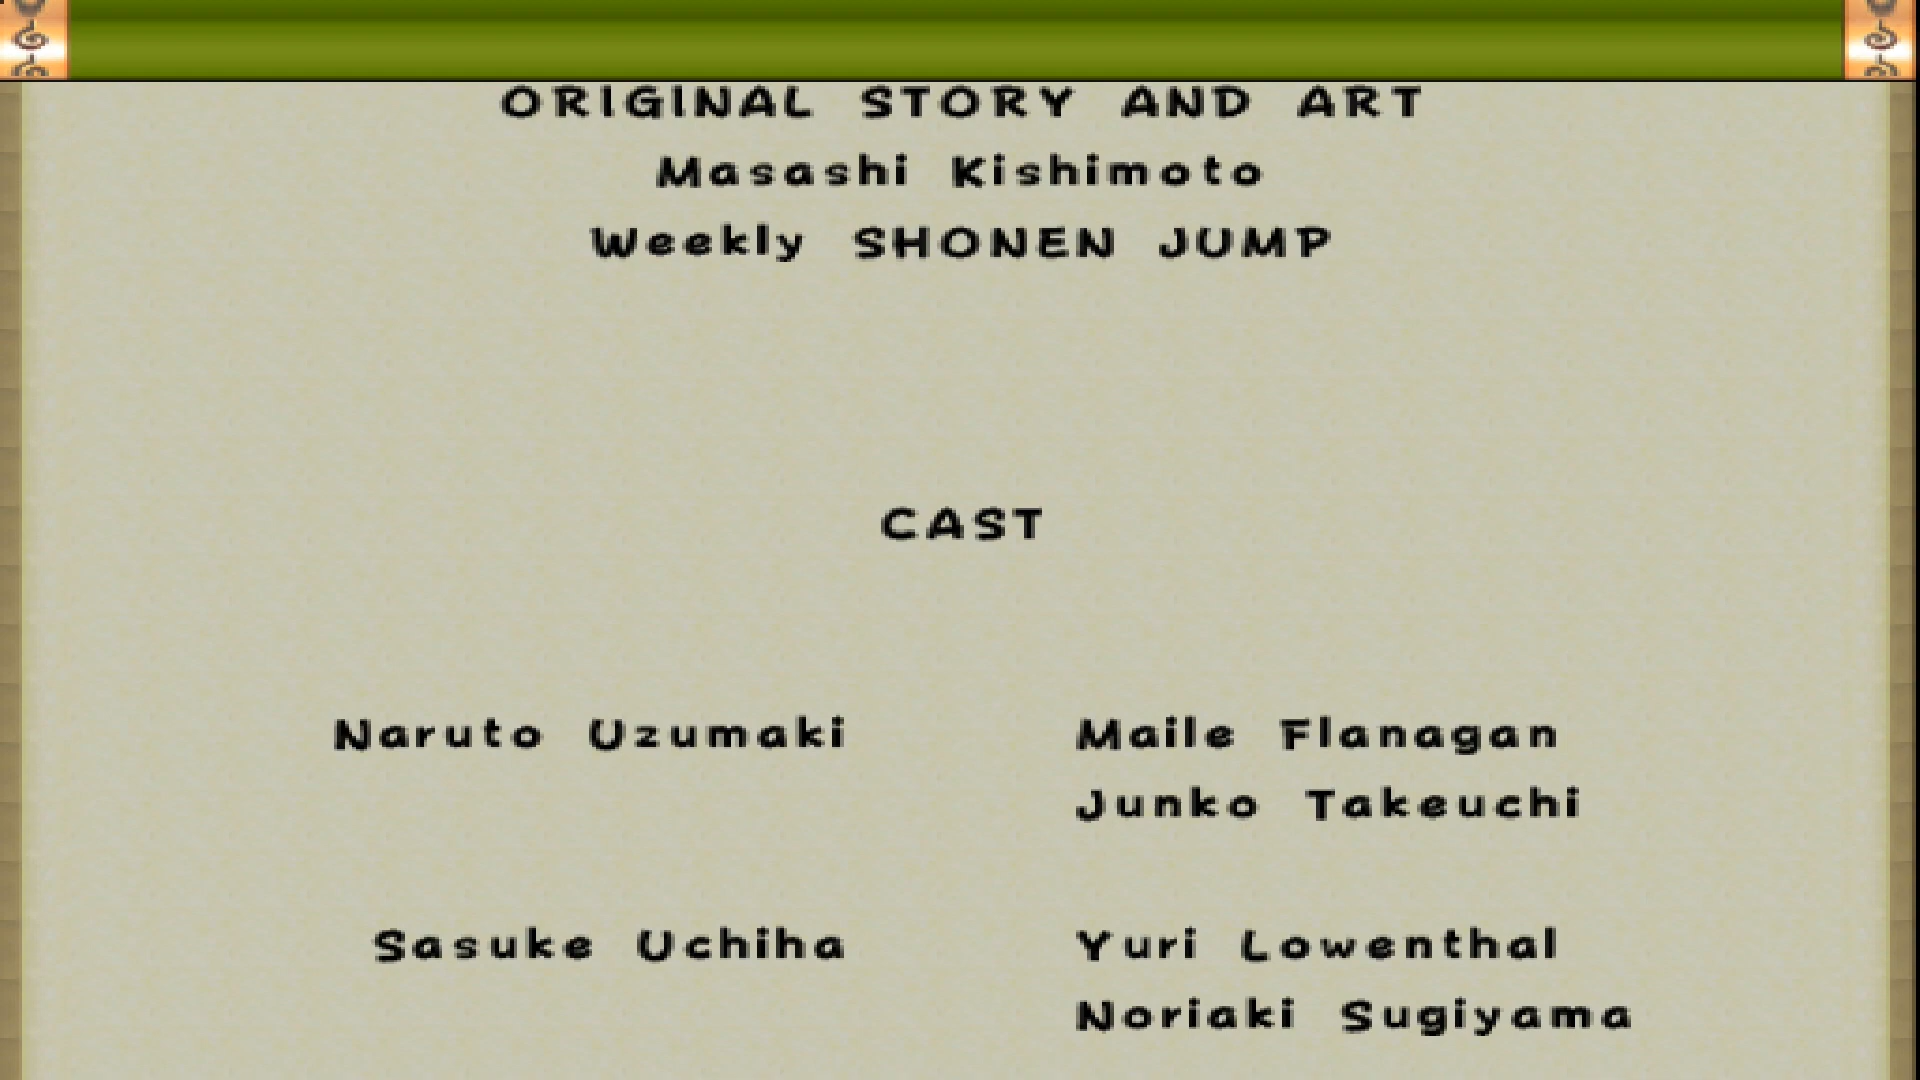 ORIGINAL STORY AND ART
Masashi Kishimoto
Weekly SHONEN JUMP
CAST
Naruto Uzumaki Maile Flanagan
Junko Takeuchi
Sasuke Uchiha Yuri Lowenthal
Noriaki Sugiyama